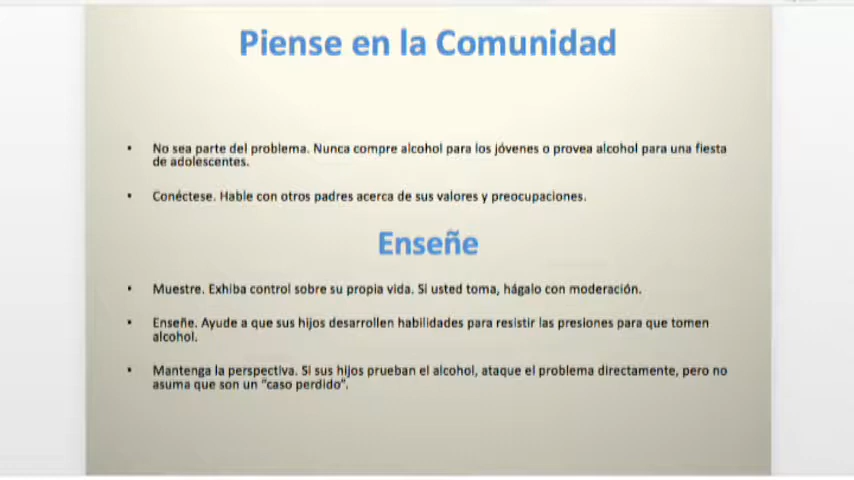 Piense en la Comunidad
• No sea parte del problema. Nunca compre alcohol para los jóvenes o provea alcohol para una fiesta
de adolescentes.
• Conéctese. Hable con otros padres acerca de sus valores y preocupaciones.
Enseñe
• Muestre. Exhiba control sobre su propia vida. Si usted toma, hágalo con moderación.
• Enseñe. Ayude a que sus hijos desarrollen habilidades para resistir las presiones para que tomen
alcohol.
• Mantenga la perspectiva. Si sus hijos prueban el alcohol, ataque el problema directamente, pero no
asuma que son un “caso perdido”.